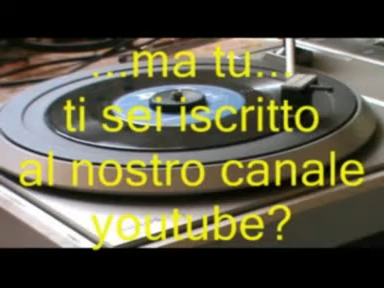 ...ma tu...
ti sei iscritto
al nostro canale
youtube?